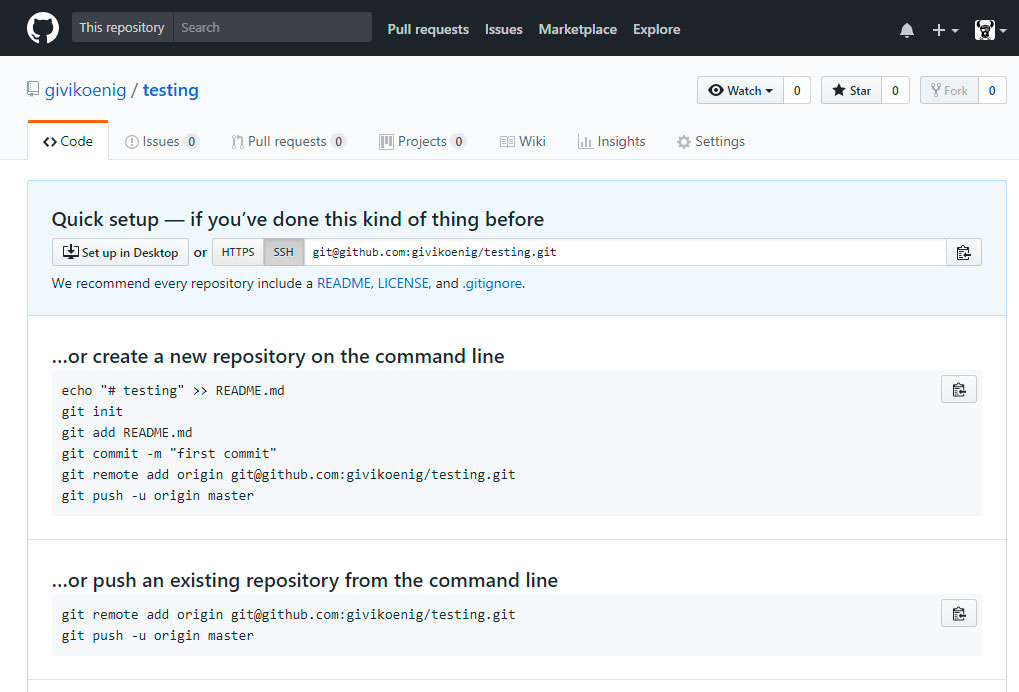 This repository Search Pull requests Issues Marketplace Explore
givikoenig / testing Watch 0 Star 0 Fork 0
Code Issues 0 Pull requests 0 Projects 0 Wiki Insights Settings
Quick setup — if you’ve done this kind of thing before
Set up in Desktop or HTTPS SSH git@github.com:givikoenig/testing.git
We recommend every repository include a README, LICENSE, and .gitignore.
…or create a new repository on the command line
echo "# testing" >> README.md
git init
git add README.md
git commit -m "first commit"
git remote add origin git@github.com:givikoenig/testing.git
git push -u origin master
…or push an existing repository from the command line
git remote add origin git@github.com:givikoenig/testing.git
git push -u origin master